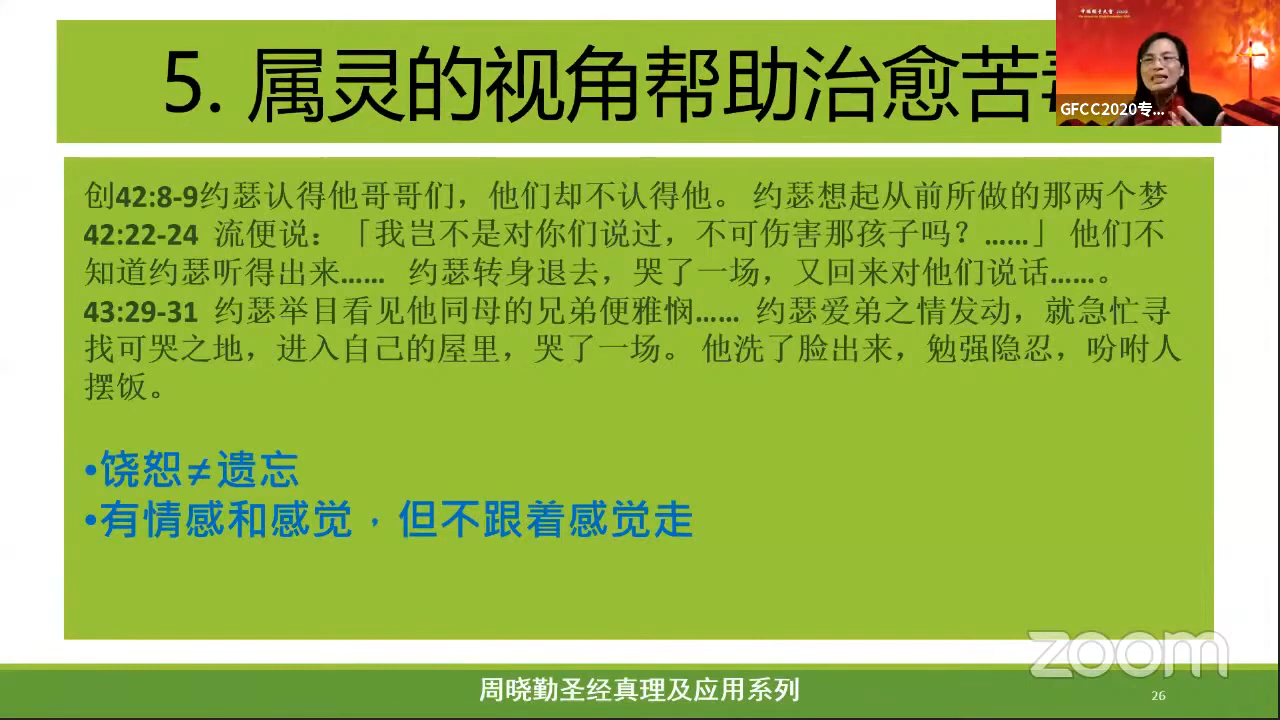 5. 属灵的视角帮助治愈苦
GFCC2020专...
创42:8-9约瑟认得他哥哥们，他们却不认得他。 约瑟想起从前所做的那两个梦
42:22-24 流便说：「我岂不是对你们说过，不可伤害那孩子吗？……」 他们不
知道约瑟听得出来…… 约瑟转身退去，哭了一场，又回来对他们说话……。
43:29-31 约瑟举目看见他同母的兄弟便雅悯…… 约瑟爱弟之情发动，就急忙寻
找可哭之地，进入自己的屋里，哭了一场。 他洗了脸出来，勉强隐忍，吩咐人
摆饭。
•饶恕≠遗忘
•有情感和感觉，但不跟着感觉走
zoom
周晓勤圣经真理及应用系列
26